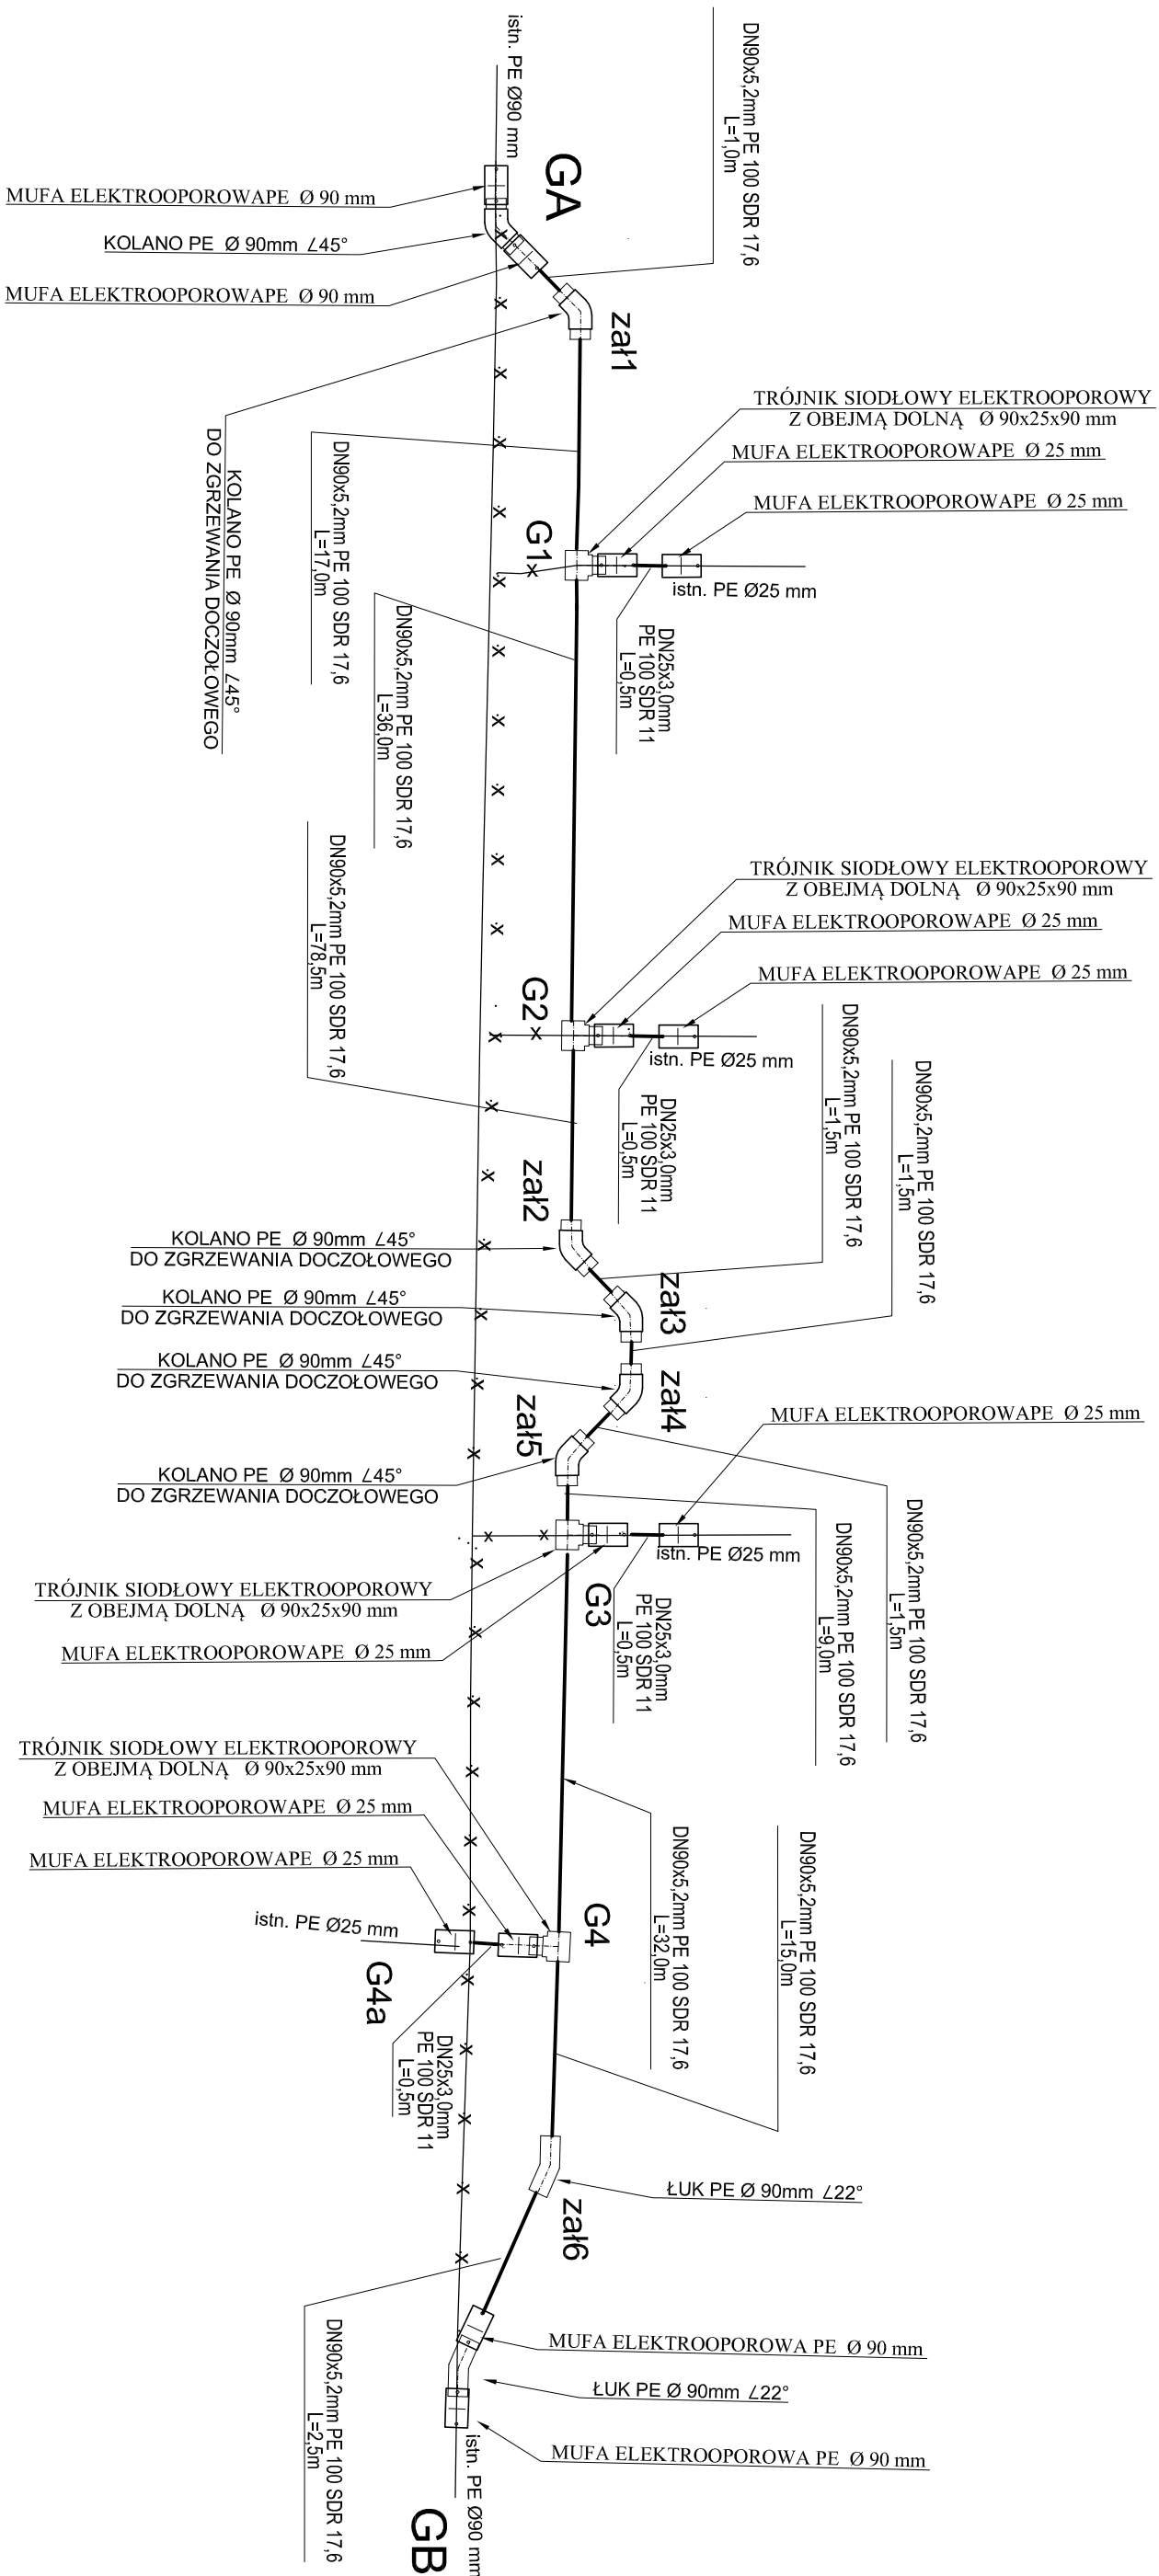 istn. PE Ø90 mm
DN90x5,2mm PE 100 SDR 17,6
L=1,0m
GA
MUFA ELEKTROOPOROWAPE Ø 90 mm
KOLANO PE Ø 90mm ∠45°
MUFA ELEKTROOPOROWAPE Ø 90 mm
zał1
TRÓJNIK SIODŁOWY ELEKTROOPOROWY
Z OBEJMĄ DOLNĄ Ø 90x25x90 mm
MUFA ELEKTROOPOROWAPE Ø 25 mm
MUFA ELEKTROOPOROWAPE Ø 25 mm
KOLANO PE Ø 90mm ∠45°
DO ZGRZEWANIA DOCZOŁOWEGO
DN90x5,2mm PE 100 SDR 17,6
L=17,0m
G1
istn. PE Ø25 mm
DN25x3,0mm
PE 100 SDR 11
L=0,5m
DN90x5,2mm PE 100 SDR 17,6
L=36,0m
DN90x5,2mm PE 100 SDR 17,6
L=78,5m
TRÓJNIK SIODŁOWY ELEKTROOPOROWY
Z OBEJMĄ DOLNĄ Ø 90x25x90 mm
MUFA ELEKTROOPOROWAPE Ø 25 mm
MUFA ELEKTROOPOROWAPE Ø 25 mm
G2
istn. PE Ø25 mm
DN25x3,0mm
PE 100 SDR 11
L=0,5m
DN90x5,2mm PE 100 SDR 17,6
L=1,5m
DN90x5,2mm PE 100 SDR 17,6
L=1,5m
zał2
KOLANO PE Ø 90mm ∠45°
DO ZGRZEWANIA DOCZOŁOWEGO
zał3
KOLANO PE Ø 90mm ∠45°
DO ZGRZEWANIA DOCZOŁOWEGO
KOLANO PE Ø 90mm ∠45°
DO ZGRZEWANIA DOCZOŁOWEGO
zał4
zał5
MUFA ELEKTROOPOROWAPE Ø 25 mm
KOLANO PE Ø 90mm ∠45°
DO ZGRZEWANIA DOCZOŁOWEGO
istn. PE Ø25 mm
DN90x5,2mm PE 100 SDR 17,6
L=1,5m
DN90x5,2mm PE 100 SDR 17,6
L=9,0m
TRÓJNIK SIODŁOWY ELEKTROOPOROWY
Z OBEJMĄ DOLNĄ Ø 90x25x90 mm
G3
DN25x3,0mm
PE 100 SDR 11
L=0,5m
MUFA ELEKTROOPOROWAPE Ø 25 mm
TRÓJNIK SIODŁOWY ELEKTROOPOROWY
Z OBEJMĄ DOLNĄ Ø 90x25x90 mm
MUFA ELEKTROOPOROWAPE Ø 25 mm
MUFA ELEKTROOPOROWAPE Ø 25 mm
DN90x5,2mm PE 100 SDR 17,6
L=32,0m
DN90x5,2mm PE 100 SDR 17,6
L=15,0m
istn. PE Ø25 mm
G4
G4a
DN25x3,0mm
PE 100 SDR 11
L=0,5m
ŁUK PE Ø 90mm ∠22°
zał6
DN90x5,2mm PE 100 SDR 17,6
L=2,5m
MUFA ELEKTROOPOROWA PE Ø 90 mm
ŁUK PE Ø 90mm ∠22°
MUFA ELEKTROOPOROWA PE Ø 90 mm
istn. PE Ø90 mm
GB